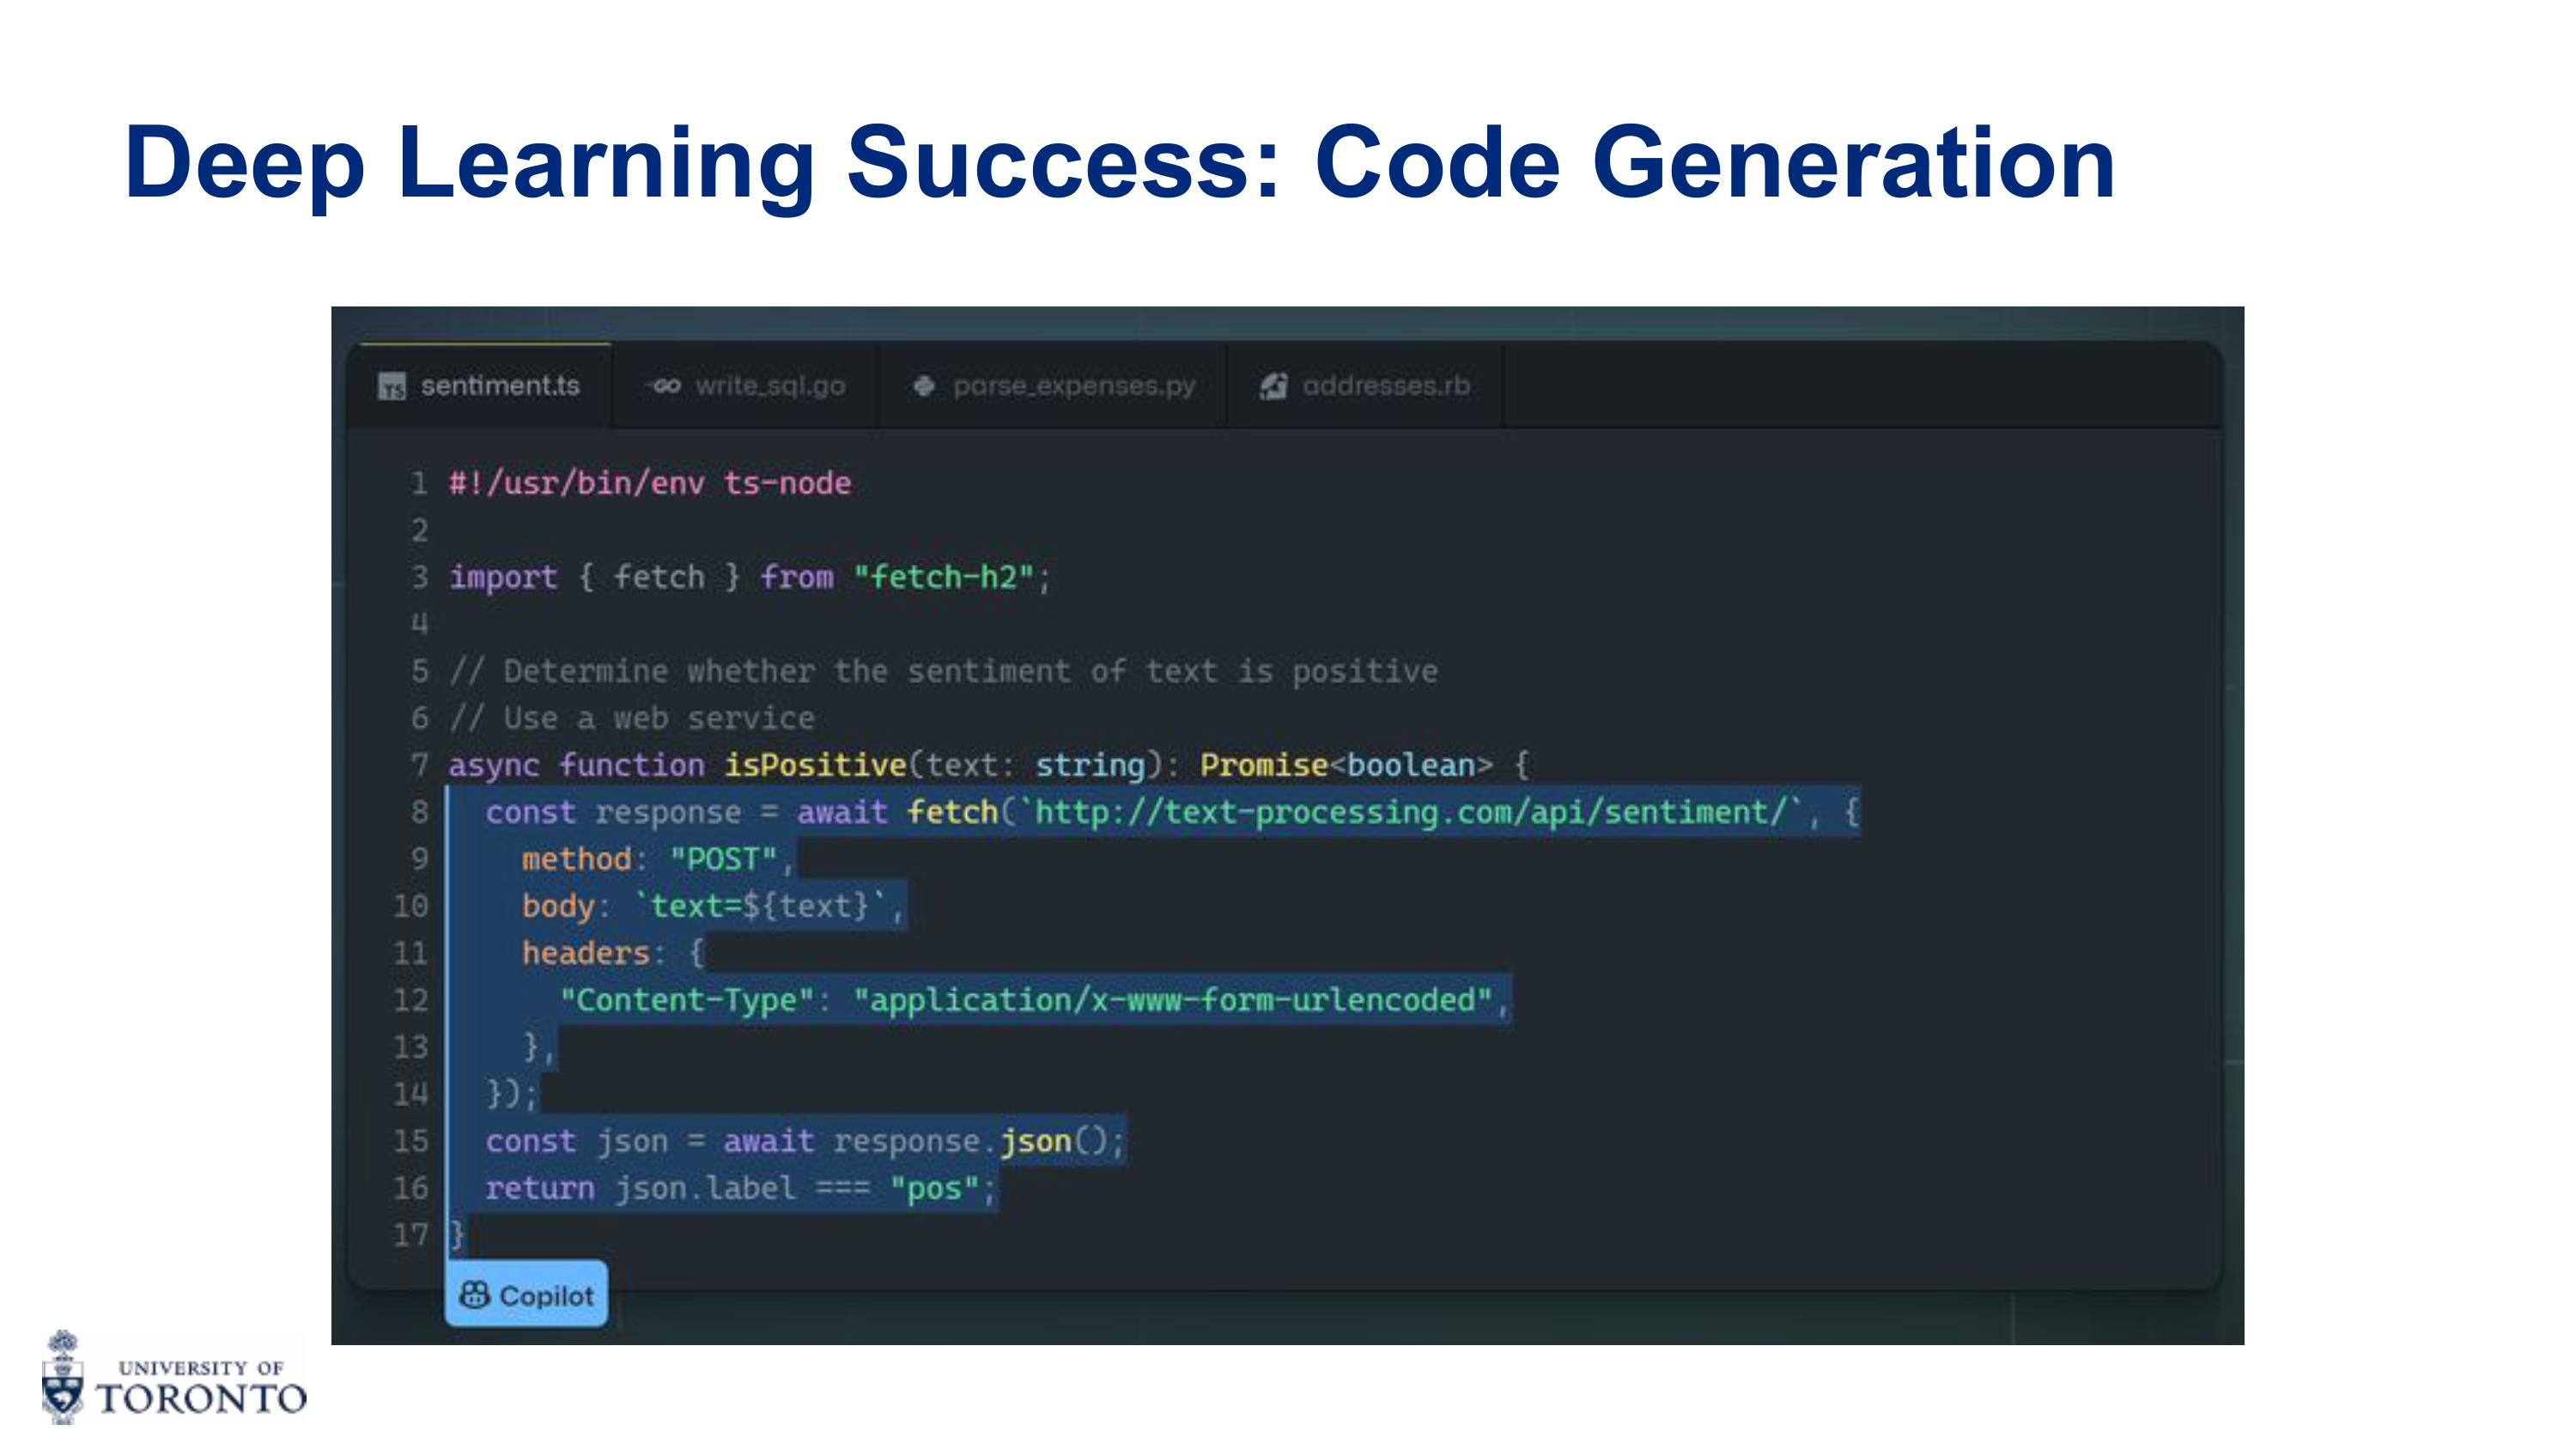 Deep Learning Success: Code Generation
TS sentiment.ts GO write_sql.go parse_expenses.py addresses.rb
1 #!/usr/bin/env ts-node
2
3 import { fetch } from "fetch-h2";
4
5 // Determine whether the sentiment of text is positive
6 // Use a web service
7 async function isPositive(text: string): Promise<boolean> {
8   const response = await fetch(`http://text-processing.com/api/sentiment/`, {
9     method: "POST",
10     body: `text=${text}`,
11     headers: {
12       "Content-Type": "application/x-www-form-urlencoded",
13     },
14   });
15   const json = await response.json();
16   return json.label === "pos";
17 }
Copilot
UNIVERSITY OF
TORONTO